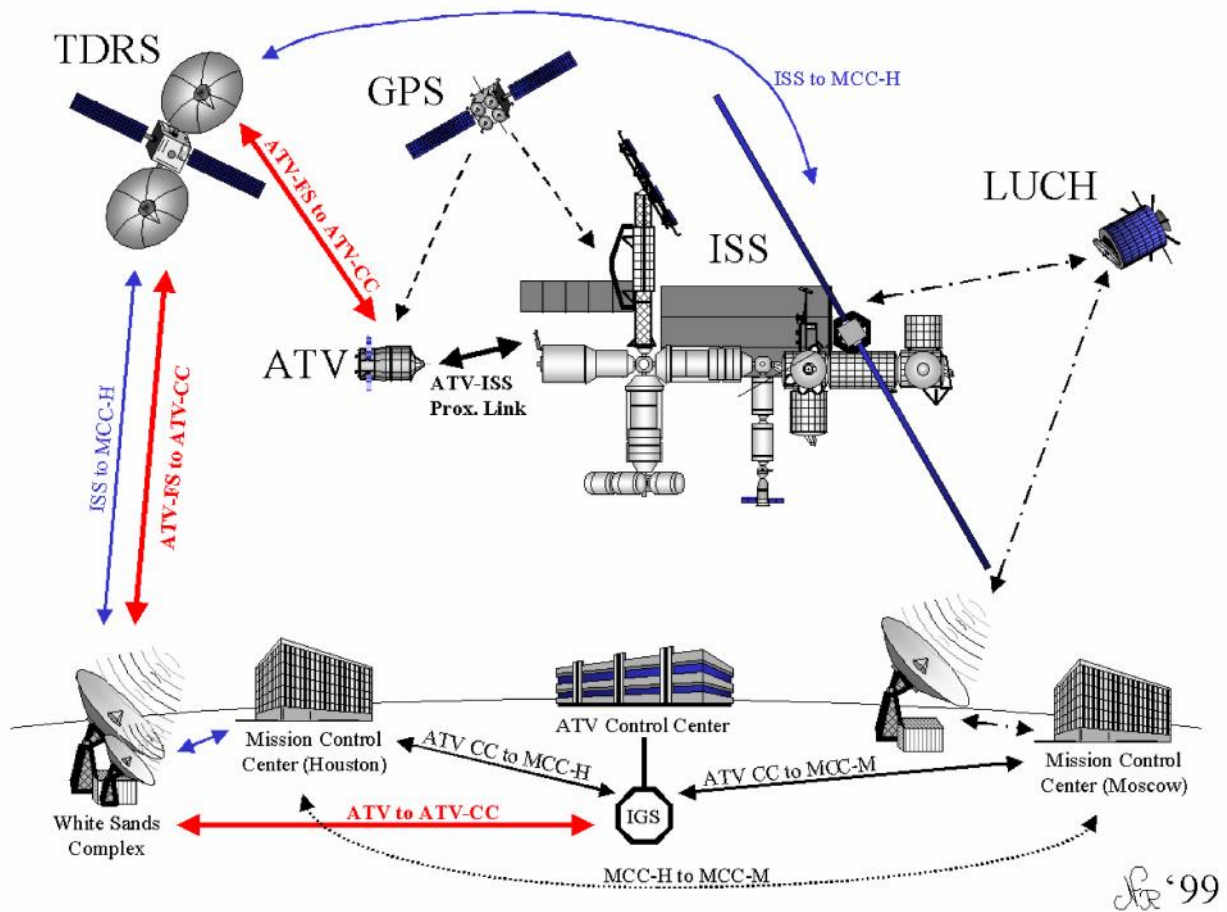 TDRS
GPS
ISS to MCC-H
LUCH
ISS
ATV-FS to ATV-CC
ATV
ATV-ISS
Prox. Link
ISS to MCC-H
ATV-FS to ATV-CC
ATV Control Center
Mission Control
Center (Houston)
Mission Control
Center (Moscow)
ATV CC to MCC-H
ATV CC to MCC-M
IGS
ATV to ATV-CC
White Sands
Complex
MCC-H to MCC-M
‘99